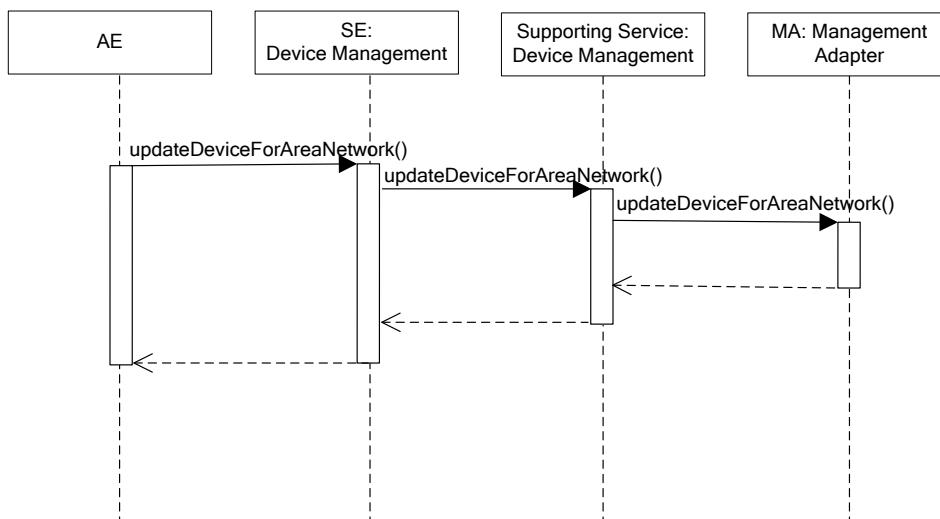 AE
SE:
Device Management
Supporting Service:
Device Management
MA: Management
Adapter
updateDeviceForAreaNetwork()
updateDeviceForAreaNetwork()
updateDeviceForAreaNetwork()